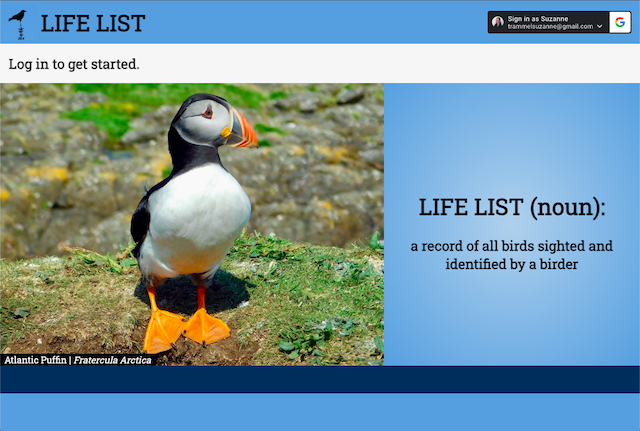 LIFE LIST
Sign in as Suzanne
trammelsuzanne@gmail.com
Log in to get started.
LIFE LIST (noun):
a record of all birds sighted and
identified by a birder
Atlantic Puffin | Fratercula Arctica